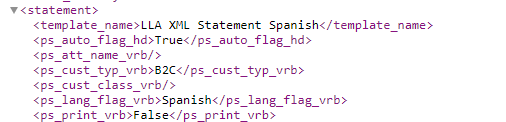 <statement>
<template_name>LLA XML Statement Spanish</template_name>
<ps_auto_flag_hd>True</ps_auto_flag_hd>
<ps_att_name_vrb/>
<ps_cust_typ_vrb>B2C</ps_cust_typ_vrb>
<ps_cust_class_vrb/>
<ps_lang_flag_vrb>Spanish</ps_lang_flag_vrb>
<ps_print_vrb>False</ps_print_vrb>